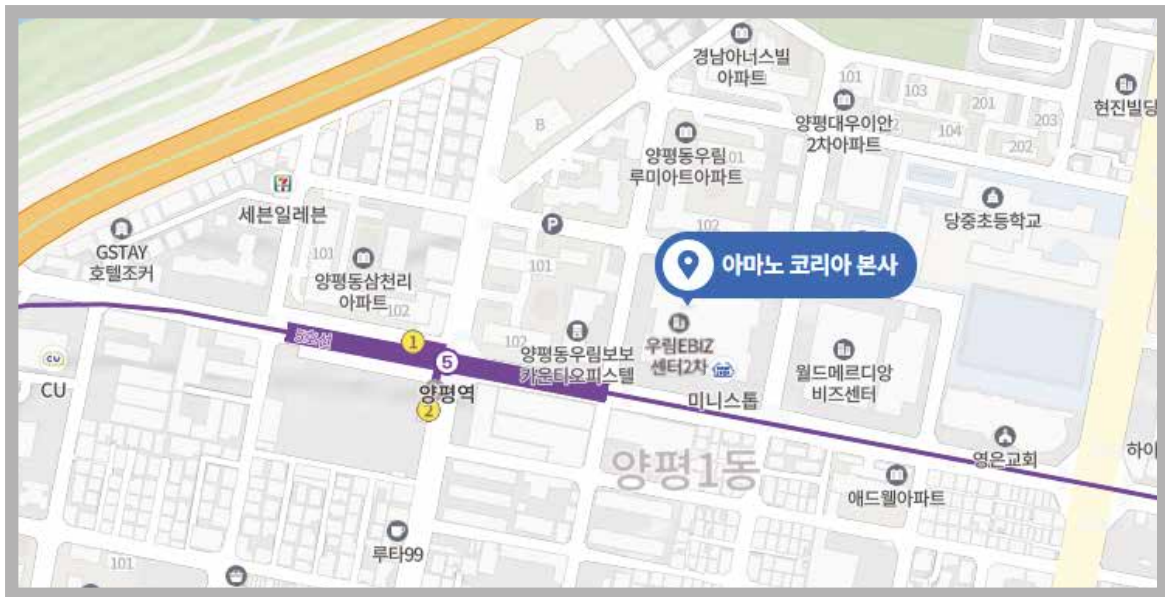 경남아너스빌
아파트
현진빌딩
101
103
201
203
양평대우이안
2차아파트
104
202
B
양평동우림
루미아트아파트
01
세븐일레븐
당중초등학교
GSTAY
호텔조커
P
102
101
양평동삼천리
아파트
102
101
아마노 코리아 본사
5호선
1
5
양평역
2
102
양평동우림보보
카운티오피스텔
우림EBIZ
센터2차
미니스톱
월드메르디앙
비즈센터
CU
CU
양평1동
영은교회
하이
애드웰아파트
루타99
101